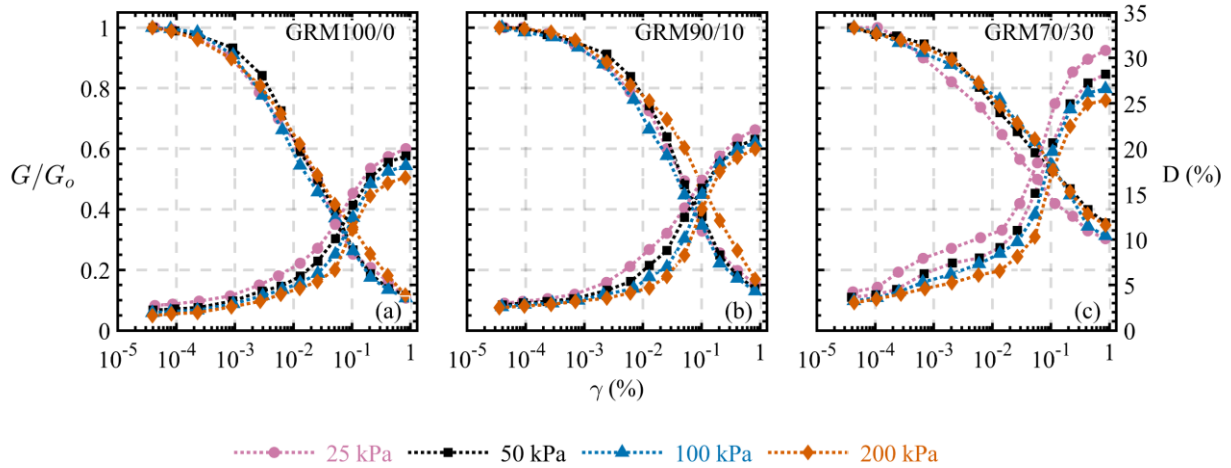 GRM100/0
GRM90/10
GRM70/30
1
0.8
0.6
0.4
0.2
0
G/G_o
35
30
25
20
15
10
5
0
D (%)
(a)
(b)
(c)
10^-5 10^-4 10^-3 10^-2 10^-1 1
10^-5 10^-4 10^-3 10^-2 10^-1 1
10^-5 10^-4 10^-3 10^-2 10^-1 1
γ (%)
25 kPa 50 kPa 100 kPa 200 kPa